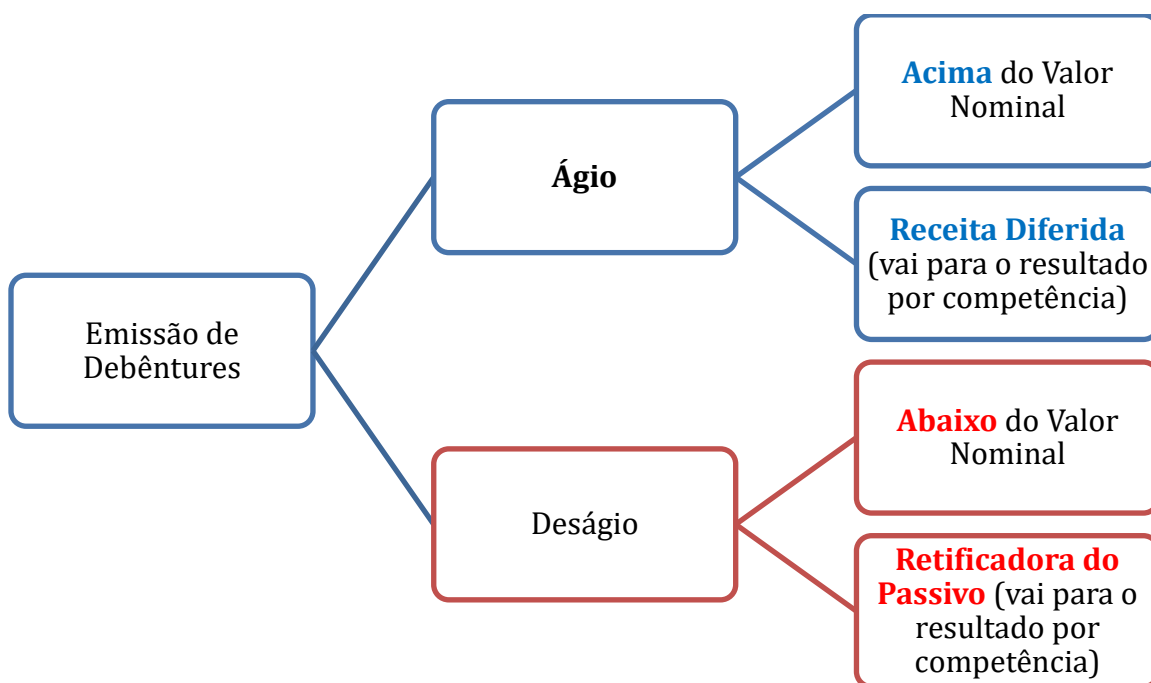 Emissão de
Debêntures
Ágio
Acima do Valor
Nominal
Receita Diferida
(vai para o resultado
por competência)
Deságio
Abaixo do Valor
Nominal
Retificadora do
Passivo (vai para o
resultado por
competência)